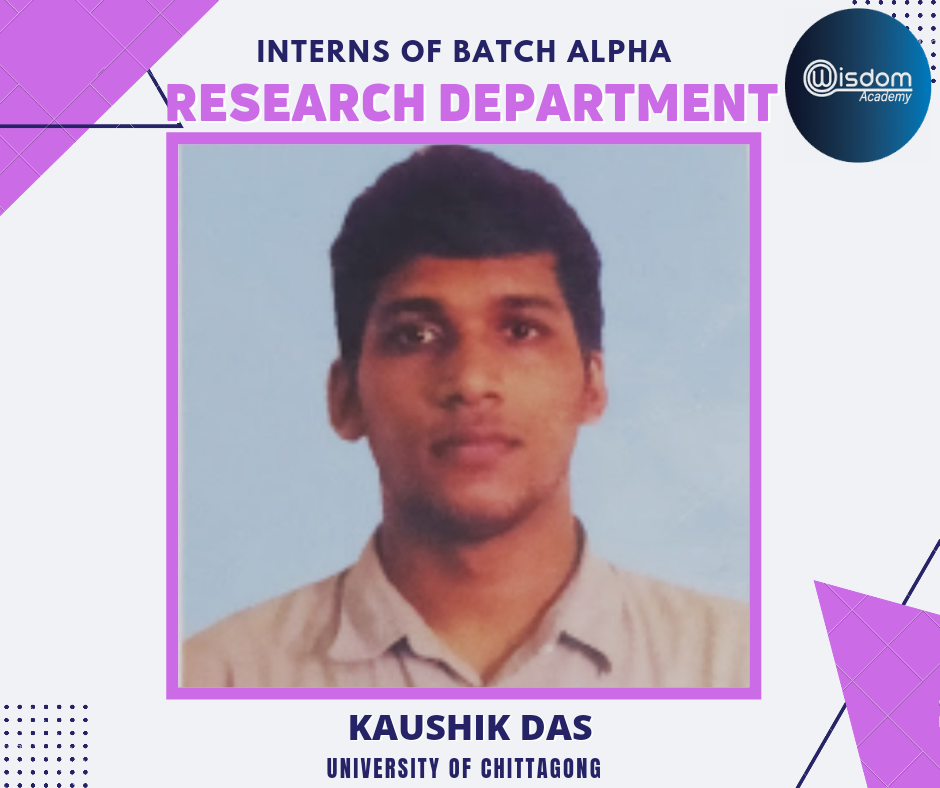 INTERNS OF BATCH ALPHA
RESEARCH DEPARTMENT
Wisdom
Academy
KAUSHIK DAS
UNIVERSITY OF CHITTAGONG